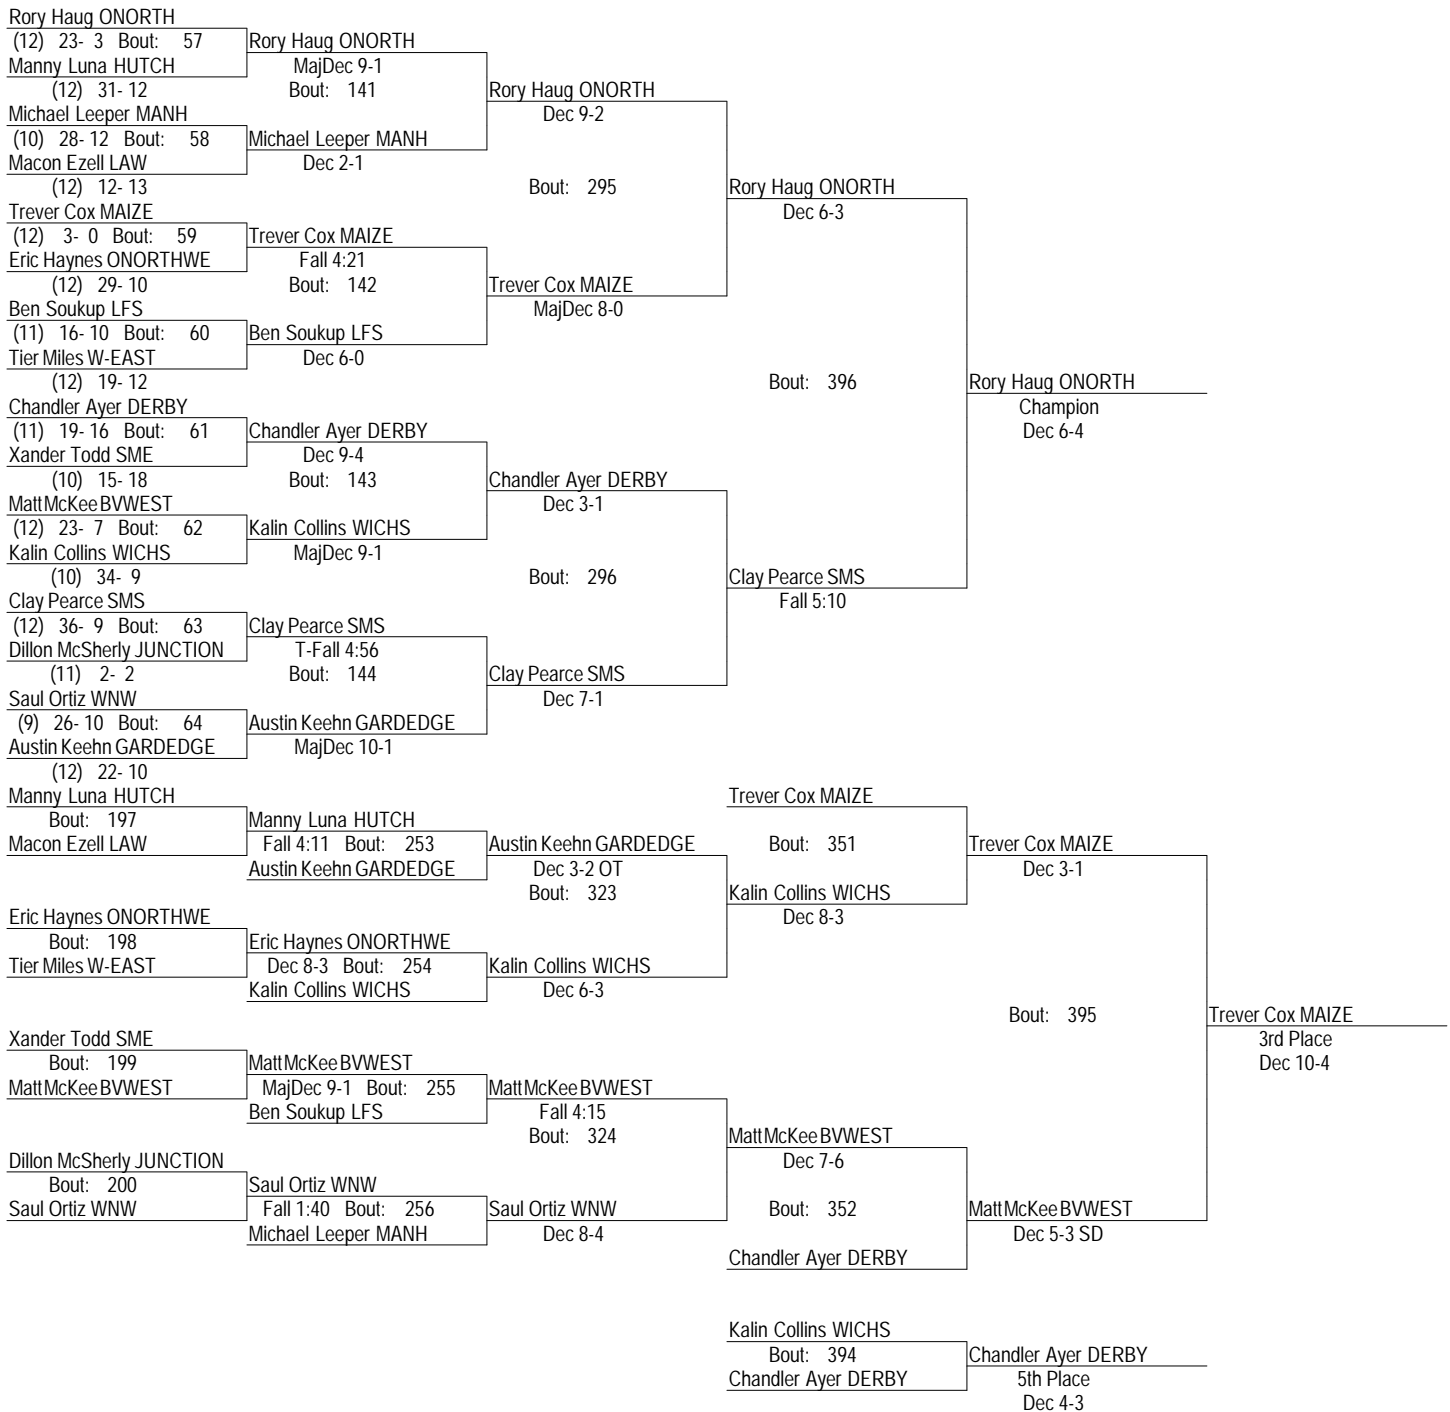 Rory Haug ONORTH
(12) 23- 3 Bout: 57
Rory Haug ONORTH
Manny Luna HUTCH
MajDec 9-1
(12) 31- 12
Bout: 141
Rory Haug ONORTH
Michael Leeper MANH
Dec 9-2
(10) 28- 12 Bout: 58
Michael Leeper MANH
Macon Ezell LAW
Dec 2-1
(12) 12- 13
Bout: 295
Rory Haug ONORTH
Trever Cox MAIZE
Dec 6-3
(12) 3- 0 Bout: 59
Trever Cox MAIZE
Eric Haynes ONORTHWE
Fall 4:21
(12) 29- 10
Bout: 142
Trever Cox MAIZE
Ben Soukup LFS
MajDec 8-0
(11) 16- 10 Bout: 60
Ben Soukup LFS
Tier Miles W-EAST
Dec 6-0
(12) 19- 12
Bout: 396
Rory Haug ONORTH
Chandler Ayer DERBY
Champion
(11) 19- 16 Bout: 61
Chandler Ayer DERBY
Dec 6-4
Xander Todd SME
Dec 9-4
(10) 15- 18
Bout: 143
Chandler Ayer DERBY
Matt McKee BVWEST
Dec 3-1
(12) 23- 7 Bout: 62
Kalin Collins WICHS
Kalin Collins WICHS
MajDec 9-1
(10) 34- 9
Bout: 296
Clay Pearce SMS
Clay Pearce SMS
Fall 5:10
(12) 36- 9 Bout: 63
Clay Pearce SMS
Dillon McSherly JUNCTION
T-Fall 4:56
(11) 2- 2
Bout: 144
Clay Pearce SMS
Saul Ortiz WNW
Dec 7-1
(9) 26- 10 Bout: 64
Austin Keehn GARDEDGE
Austin Keehn GARDEDGE
MajDec 10-1
(12) 22- 10
Manny Luna HUTCH
Trever Cox MAIZE
Bout: 197
Manny Luna HUTCH
Macon Ezell LAW
Fall 4:11 Bout: 253
Austin Keehn GARDEDGE
Bout: 351
Trever Cox MAIZE
Austin Keehn GARDEDGE
Dec 3-2 OT
Dec 3-1
Bout: 323
Kalin Collins WICHS
Eric Haynes ONORTHWE
Dec 8-3
Bout: 198
Eric Haynes ONORTHWE
Tier Miles W-EAST
Dec 8-3 Bout: 254
Kalin Collins WICHS
Kalin Collins WICHS
Dec 6-3
Bout: 395
Trever Cox MAIZE
Xander Todd SME
3rd Place
Bout: 199
Matt McKee BVWEST
Dec 10-4
Matt McKee BVWEST
MajDec 9-1 Bout: 255
Matt McKee BVWEST
Ben Soukup LFS
Fall 4:15
Bout: 324
Matt McKee BVWEST
Dillon McSherly JUNCTION
Dec 7-6
Bout: 200
Saul Ortiz WNW
Saul Ortiz WNW
Fall 1:40 Bout: 256
Saul Ortiz WNW
Bout: 352
Matt McKee BVWEST
Michael Leeper MANH
Dec 8-4
Dec 5-3 SD
Chandler Ayer DERBY
Kalin Collins WICHS
Bout: 394
Chandler Ayer DERBY
Chandler Ayer DERBY
5th Place
Dec 4-3